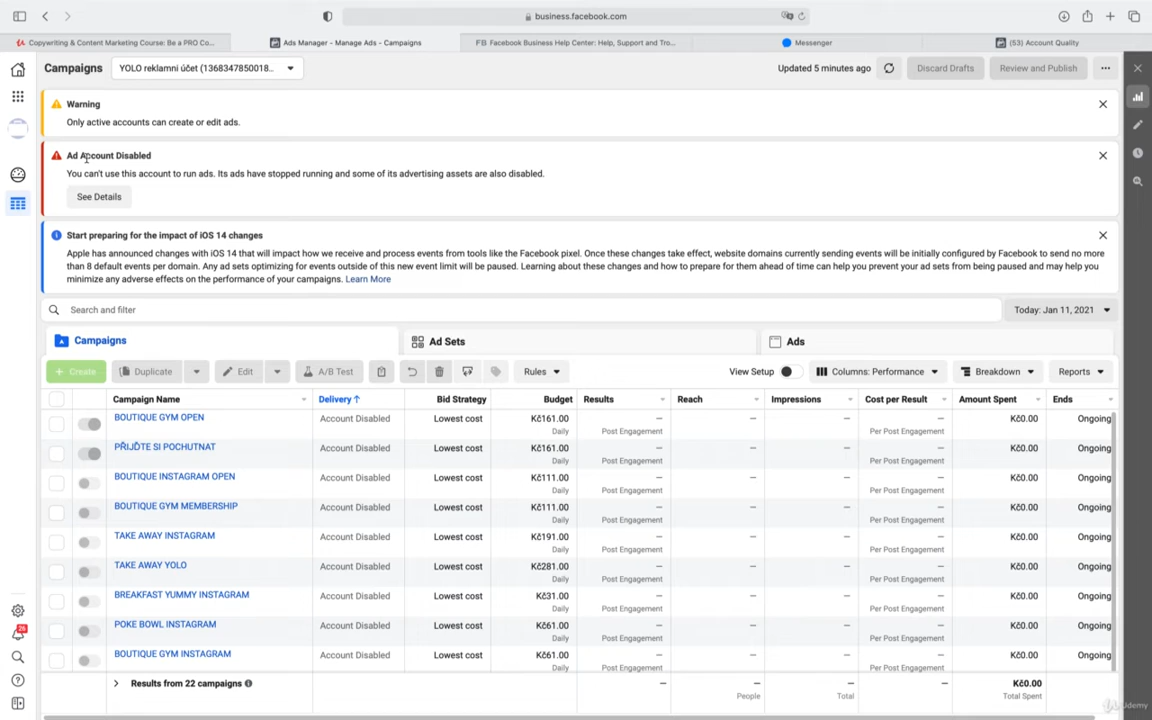 business.facebook.com
Copywriting & Content Marketing Course: Be a PRO Co...
Ads Manager - Manage Ads - Campaigns
FB Facebook Business Help Center: Help, Support and Tro...
Messenger
(53) Account Quality
Campaigns
YOLO reklamní účet (1368347850018...
Updated 5 minutes ago
Discard Drafts
Review and Publish
Warning
Only active accounts can create or edit ads.
Ad Account Disabled
You can't use this account to run ads. Its ads have stopped running and some of its advertising assets are also disabled.
See Details
Start preparing for the impact of iOS 14 changes
Apple has announced changes with iOS 14 that will impact how we receive and process events from tools like the Facebook pixel. Once these changes take effect, website domains currently sending events will be initially configured by Facebook to send no more
than 8 default events per domain. Any ad sets optimizing for events outside of this new event limit will be paused. Learning about these changes and how to prepare for them ahead of time can help you prevent your ad sets from being paused and may help you
minimize any adverse effects on the performance of your campaigns. Learn More
Search and filter
Today: Jan 11, 2021
Campaigns
Ad Sets
Ads
+ Create
Duplicate
Edit
A/B Test
Rules
View Setup
Columns: Performance
Breakdown
Reports
Campaign Name Delivery ↑ Bid Strategy Budget Results Reach Impressions Cost per Result Amount Spent Ends
BOUTIQUE GYM OPEN Account Disabled Lowest cost Kč161.00 — — — — Kč0.00 Ongoing
Daily Post Engagement Per Post Engagement
PŘIJĎTE SI POCHUTNAT Account Disabled Lowest cost Kč161.00 — — — — Kč0.00 Ongoing
Daily Post Engagement Per Post Engagement
BOUTIQUE INSTAGRAM OPEN Account Disabled Lowest cost Kč111.00 — — — — Kč0.00 Ongoing
Daily Post Engagement Per Post Engagement
BOUTIQUE GYM MEMBERSHIP Account Disabled Lowest cost Kč111.00 — — — — Kč0.00 Ongoing
Daily Post Engagement Per Post Engagement
TAKE AWAY INSTAGRAM Account Disabled Lowest cost Kč191.00 — — — — Kč0.00 Ongoing
Daily Post Engagement Per Post Engagement
TAKE AWAY YOLO Account Disabled Lowest cost Kč281.00 — — — — Kč0.00 Ongoing
Daily Post Engagement Per Post Engagement
BREAKFAST YUMMY INSTAGRAM Account Disabled Lowest cost Kč31.00 — — — — Kč0.00 Ongoing
Daily Post Engagement Per Post Engagement
POKE BOWL INSTAGRAM Account Disabled Lowest cost Kč61.00 — — — — Kč0.00 Ongoing
Daily Post Engagement Per Post Engagement
BOUTIQUE GYM INSTAGRAM Account Disabled Lowest cost Kč61.00 — — — — Kč0.00 Ongoing
Daily Post Engagement Per Post Engagement
Results from 22 campaigns — — — — Kč0.00
People Total Total Spent
26
Udemy